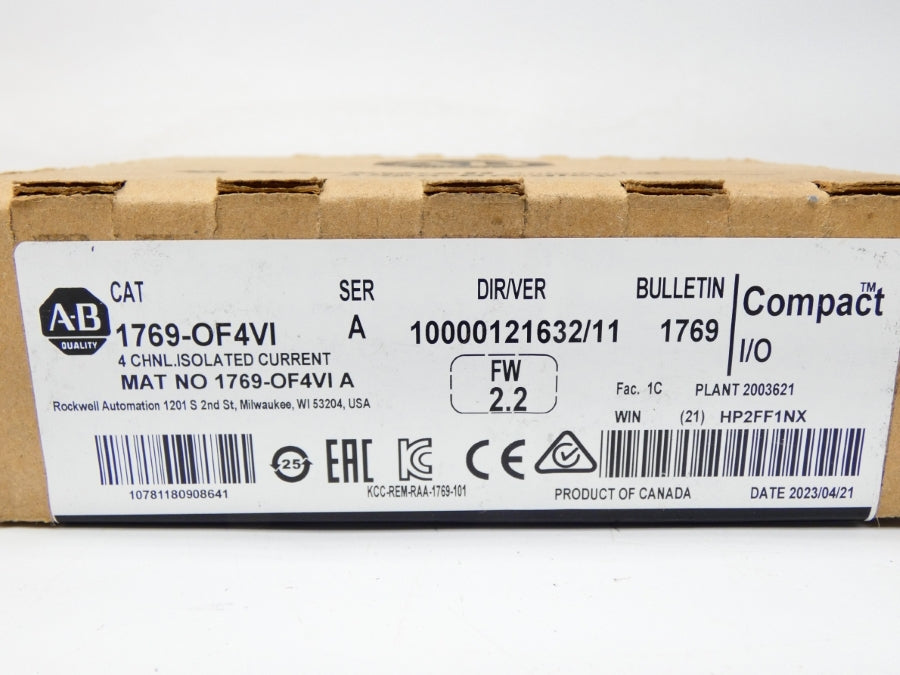 CAT SER DIR/VER BULLETIN
A·B QUALITY
1769-OF4VI A 10000121632/11 1769
Compact™
I/O
4 CHNL.ISOLATED CURRENT
MAT NO 1769-OF4VI A
FW
2.2
Fac. 1C PLANT 2003621
Rockwell Automation 1201 S 2nd St, Milwaukee, WI 53204, USA
WIN (21) HP2FF1NX
25 EAC KC CE
10781180908641
KCC-REM-RAA-1769-101
PRODUCT OF CANADA DATE 2023/04/21